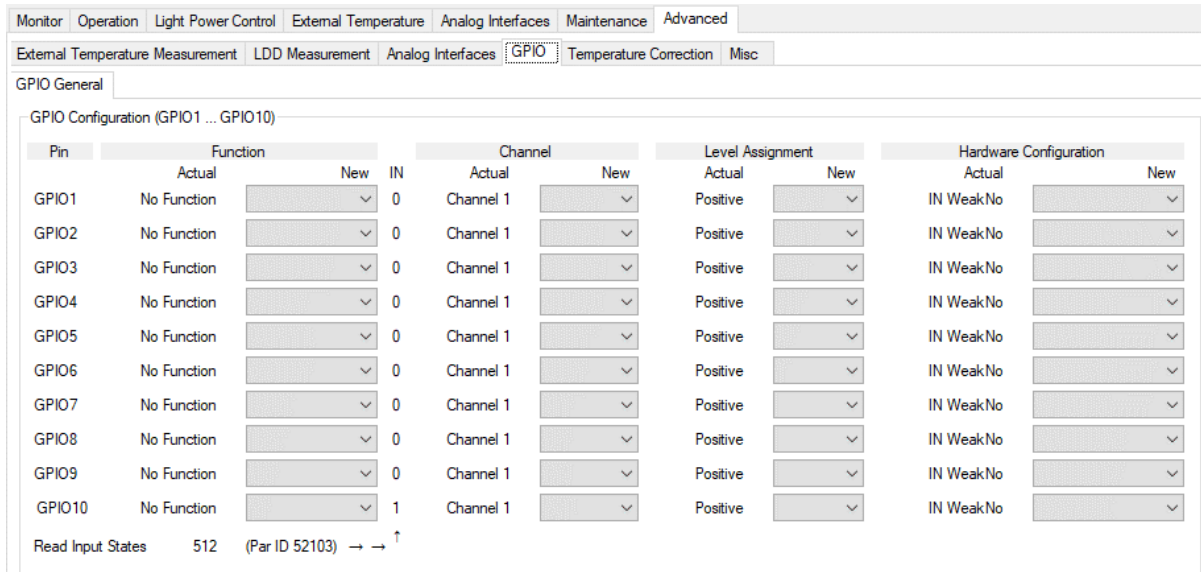 Monitor Operation Light Power Control External Temperature Analog Interfaces Maintenance Advanced
External Temperature Measurement LDD Measurement Analog Interfaces GPIO Temperature Correction Misc
GPIO General
GPIO Configuration (GPIO1 ... GPIO10)
Pin Function Channel Level Assignment Hardware Configuration
Actual New IN Actual New Actual New Actual New
GPIO1 No Function 0 Channel 1 Positive IN WeakNo
GPIO2 No Function 0 Channel 1 Positive IN WeakNo
GPIO3 No Function 0 Channel 1 Positive IN WeakNo
GPIO4 No Function 0 Channel 1 Positive IN WeakNo
GPIO5 No Function 0 Channel 1 Positive IN WeakNo
GPIO6 No Function 0 Channel 1 Positive IN WeakNo
GPIO7 No Function 0 Channel 1 Positive IN WeakNo
GPIO8 No Function 0 Channel 1 Positive IN WeakNo
GPIO9 No Function 0 Channel 1 Positive IN WeakNo
GPIO10 No Function 1 Channel 1 Positive IN WeakNo
Read Input States 512 (Par ID 52103) → → ↑